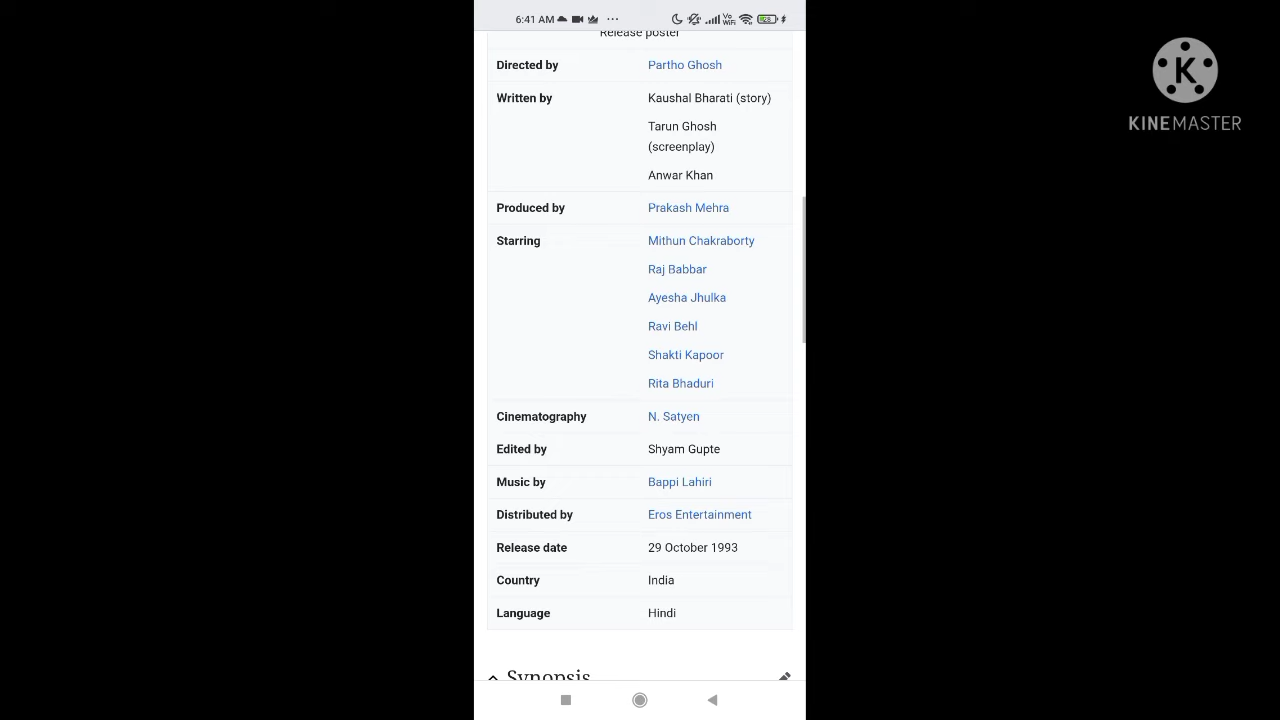 6:41 AM
Release poster
Directed by Partho Ghosh
Written by Kaushal Bharati (story)
Tarun Ghosh
(screenplay)
Anwar Khan
Produced by Prakash Mehra
Starring Mithun Chakraborty
Raj Babbar
Ayesha Jhulka
Ravi Behl
Shakti Kapoor
Rita Bhaduri
Cinematography N. Satyen
Edited by Shyam Gupte
Music by Bappi Lahiri
Distributed by Eros Entertainment
Release date 29 October 1993
Country India
Language Hindi
Synopsis
K
KINEMASTER